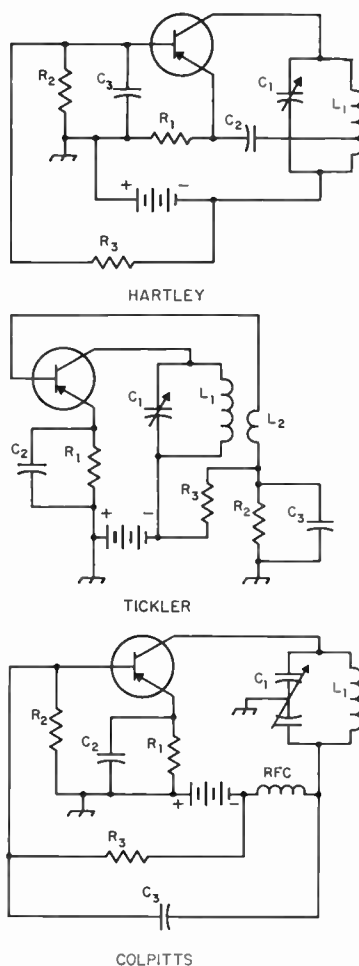 R2
C3
R1
C2
C1
L1
+
-
R3
HARTLEY
C1
L1
L2
C2
R1
R3
R2
C3
+
-
TICKLER
C1
L1
R2
C2
R1
RFC
+
-
R3
C3
COLPITTS